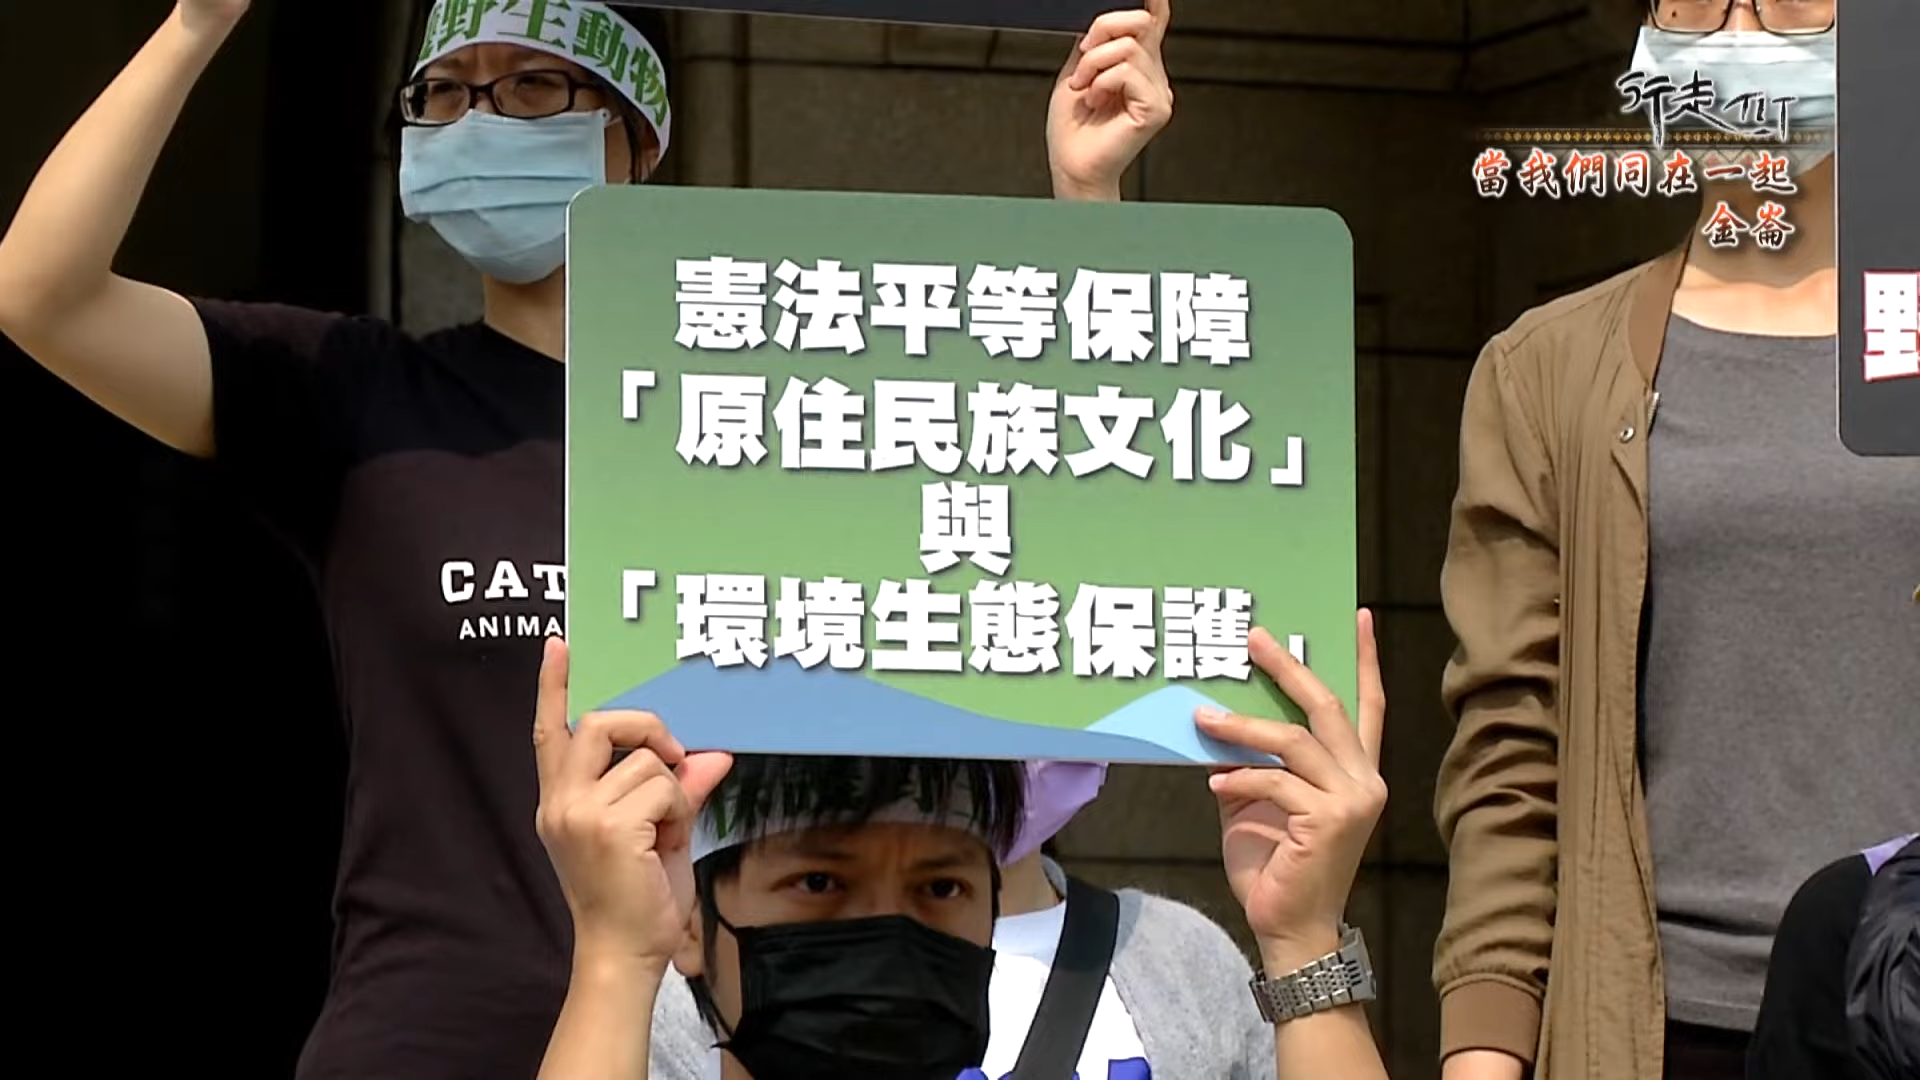 野生動物
行走TIT
當我們同在一起
金崙
野
憲法平等保障
「原住民族文化」
與
「環境生態保護」
CAT
ANIMA